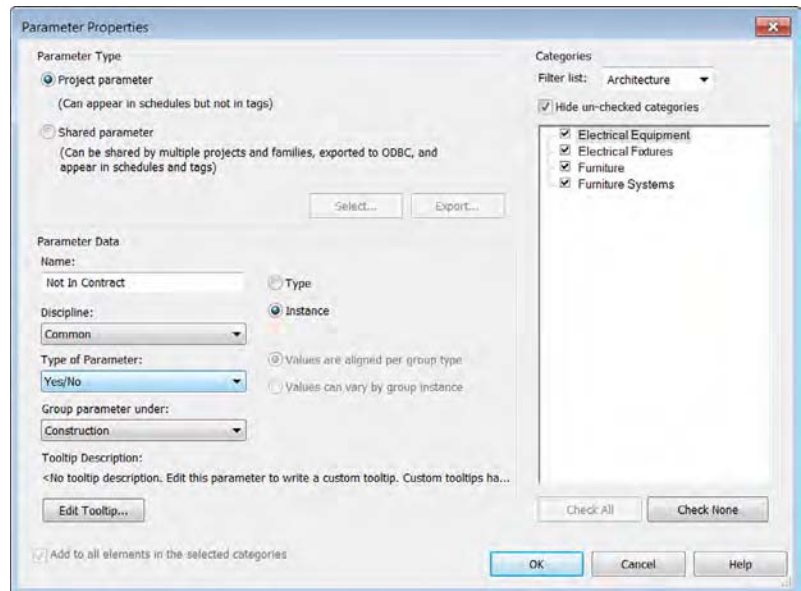 Parameter Properties
Parameter Type
Project parameter
(Can appear in schedules but not in tags)
Shared parameter
(Can be shared by multiple projects and families, exported to ODBC, and
appear in schedules and tags)
Select...
Export...
Parameter Data
Name:
Not In Contract
Type
Discipline:
Instance
Common
Type of Parameter:
Values are aligned per group type
Yes/No
Values can vary by group instance
Group parameter under:
Construction
Tooltip Description:
<No tooltip description. Edit this parameter to write a custom tooltip. Custom tooltips ha...
Edit Tooltip...
Add to all elements in the selected categories
Categories
Filter list:
Architecture
Hide un-checked categories
Electrical Equipment
Electrical Fixtures
Furniture
Furniture Systems
Check All
Check None
OK
Cancel
Help